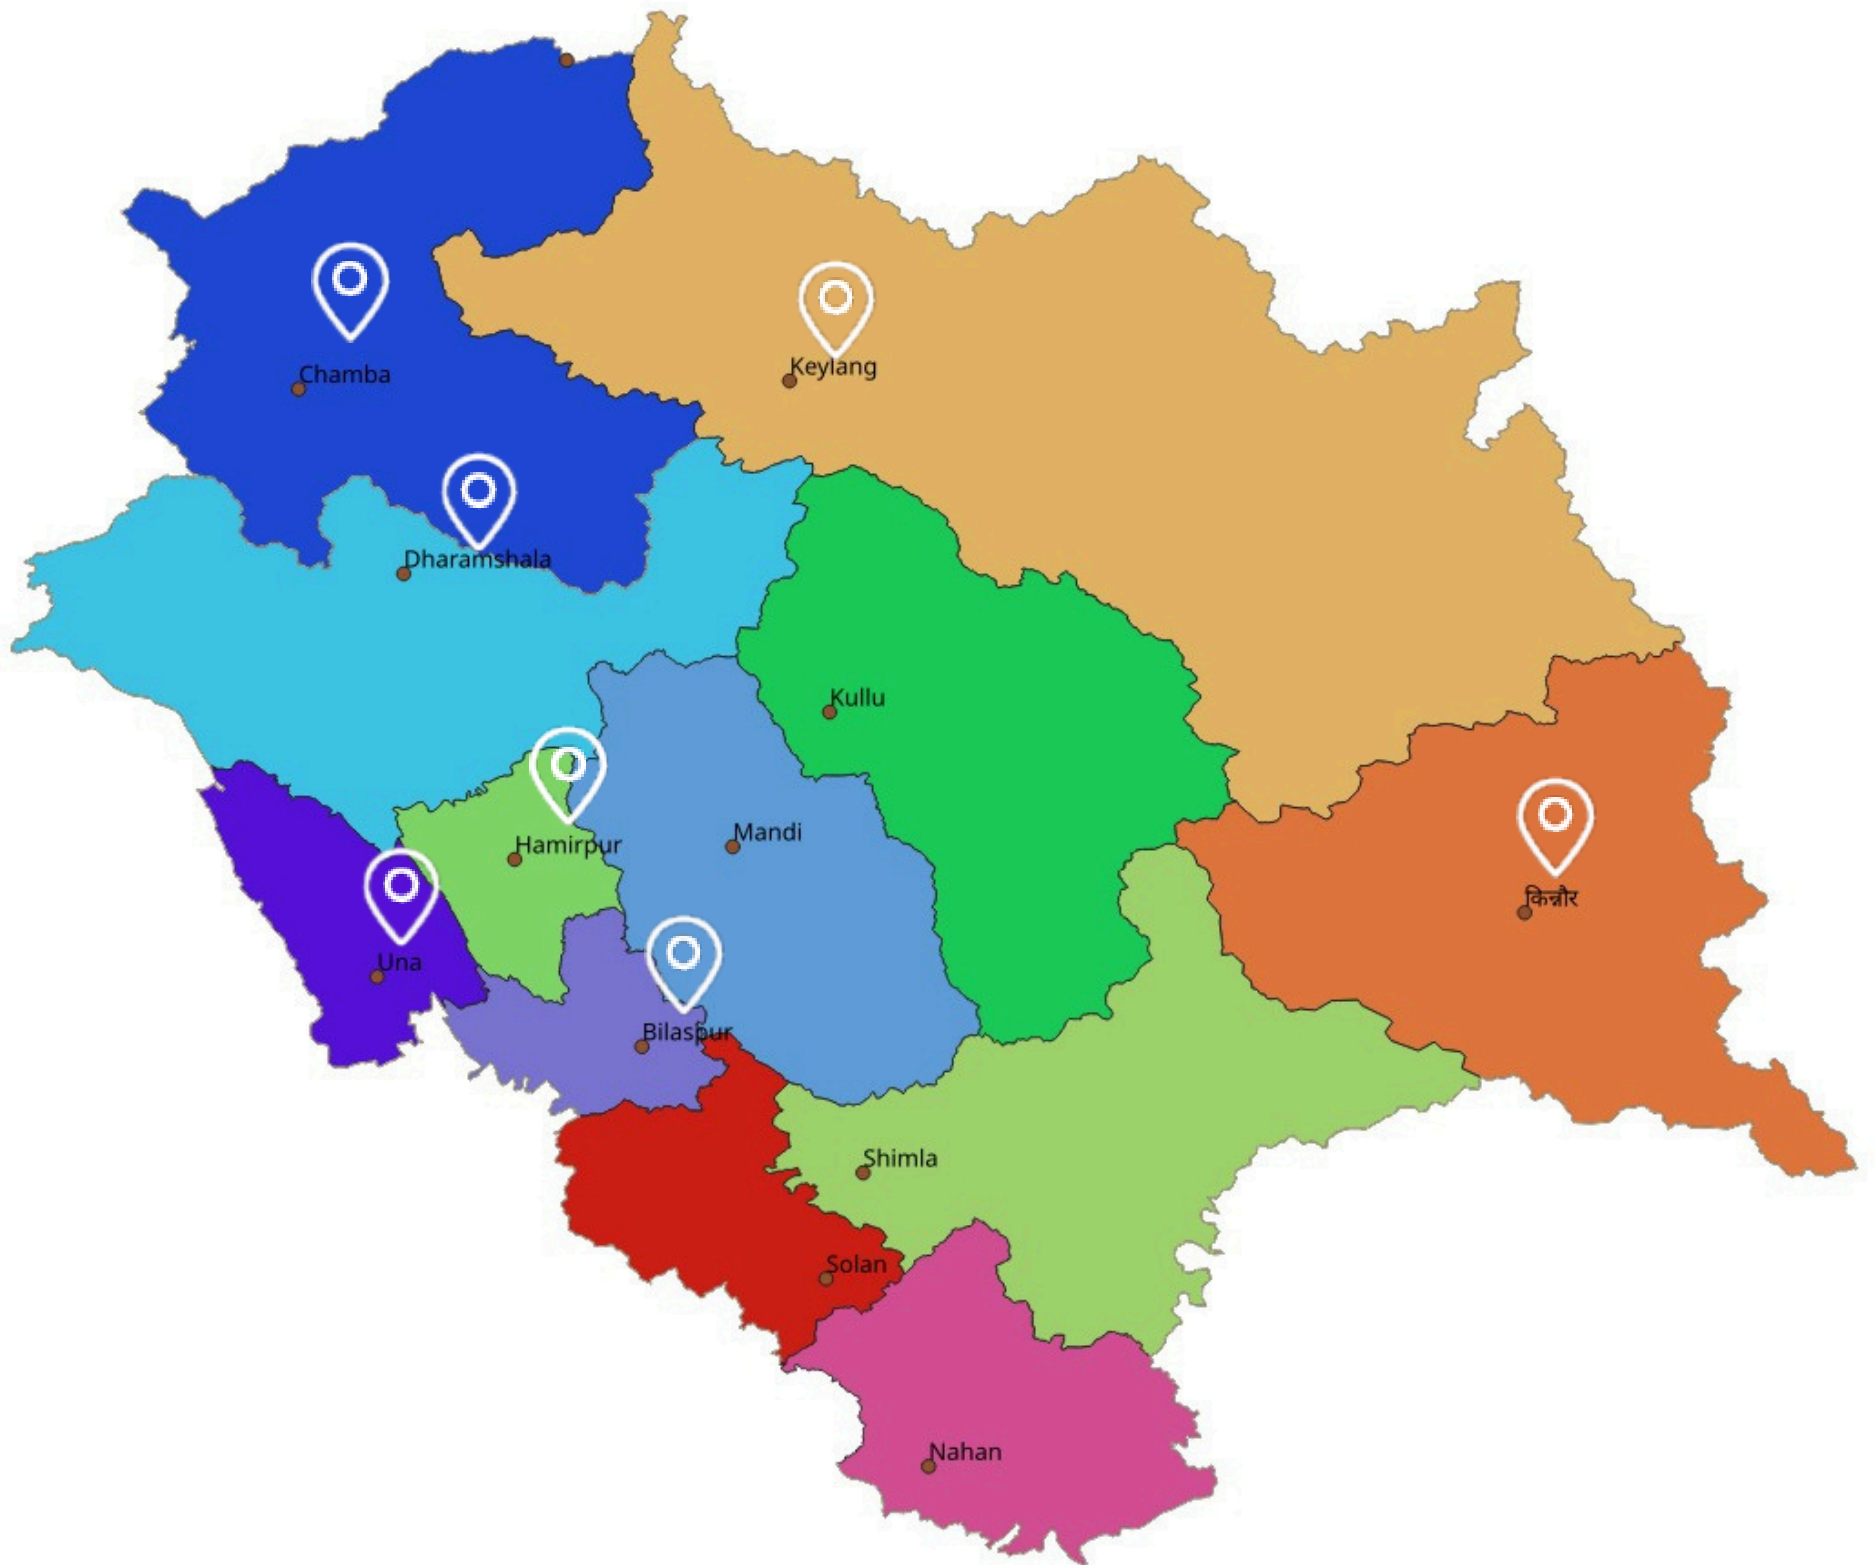 Chamba
Keylang
Dharamshala
Kullu
Mandi
Hamirpur
किन्नौर
Una
Bilaspur
Shimla
Solan
Nahan